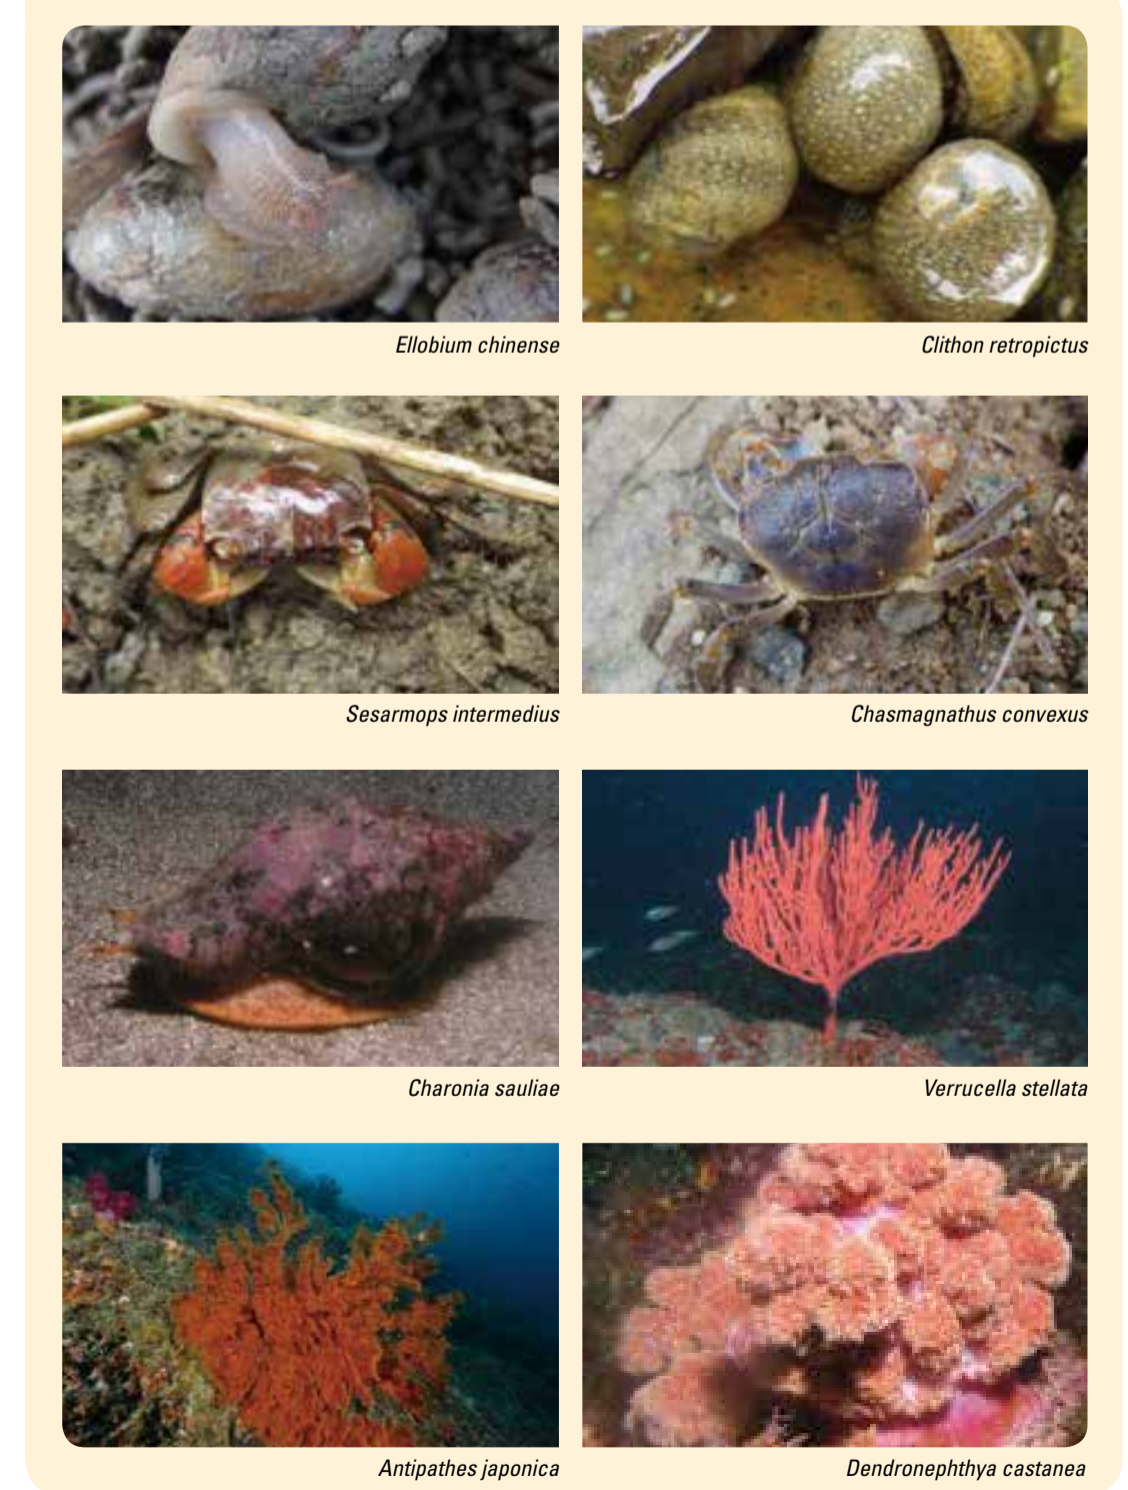 Ellobium chinense
Clithon retropictus
Sesarmops intermedius
Chasmagnathus convexus
Charonia sauliae
Verrucella stellata
Antipathes japonica
Dendronephthya castanea